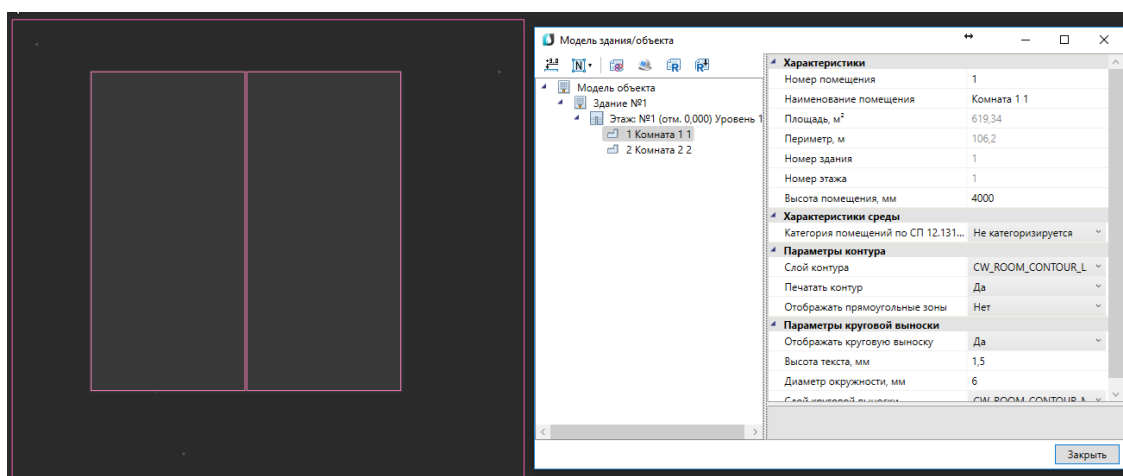 Модель здания/объекта
Модель объекта
Здание №1
Этаж: №1 (отм. 0,000) Уровень 1
1 Комната 1 1
2 Комната 2 2
Характеристики
Номер помещения 1
Наименование помещения Комната 1 1
Площадь, м² 619,34
Периметр, м 106,2
Номер здания 1
Номер этажа 1
Высота помещения, мм 4000
Характеристики среды
Категория помещений по СП 12.131... Не категоризируется
Параметры контура
Слой контура CW_ROOM_CONTOUR_L
Печатать контур Да
Отображать прямоугольные зоны Нет
Параметры круговой выноски
Отображать круговую выноску Да
Высота текста, мм 1,5
Диаметр окружности, мм 6
Слой круговой выноски CW_ROOM_CONTOUR_N
Закрыть